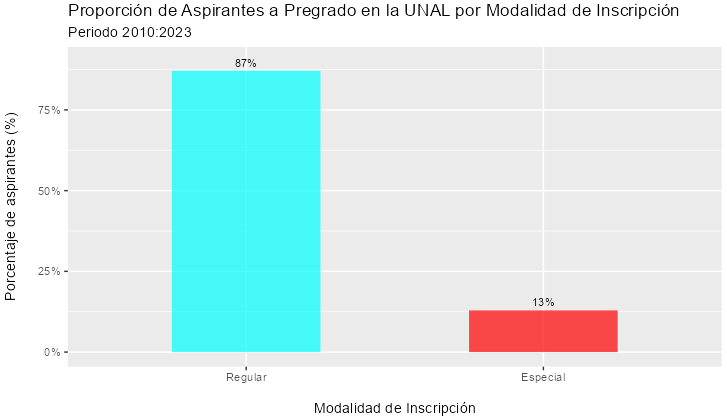 Proporción de Aspirantes a Pregrado en la UNAL por Modalidad de Inscripción
Periodo 2010:2023
Porcentaje de aspirantes (%)
75%
50%
25%
0%
87%
13%
Regular
Especial
Modalidad de Inscripción